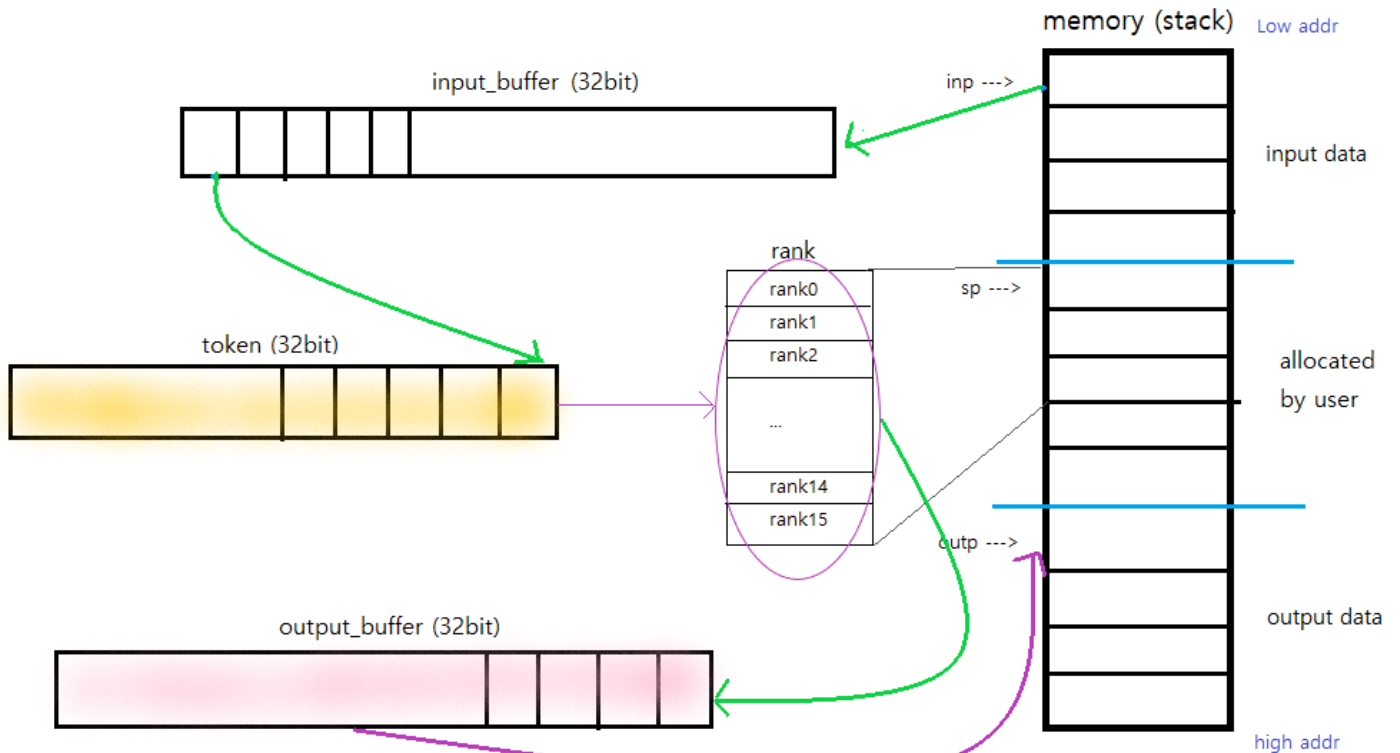 memory (stack)
Low addr
input_buffer (32bit)
inp --->
input data
rank
rank0
sp --->
rank1
token (32bit)
rank2
allocated
by user
...
rank14
rank15
outp --->
output_buffer (32bit)
output data
high addr